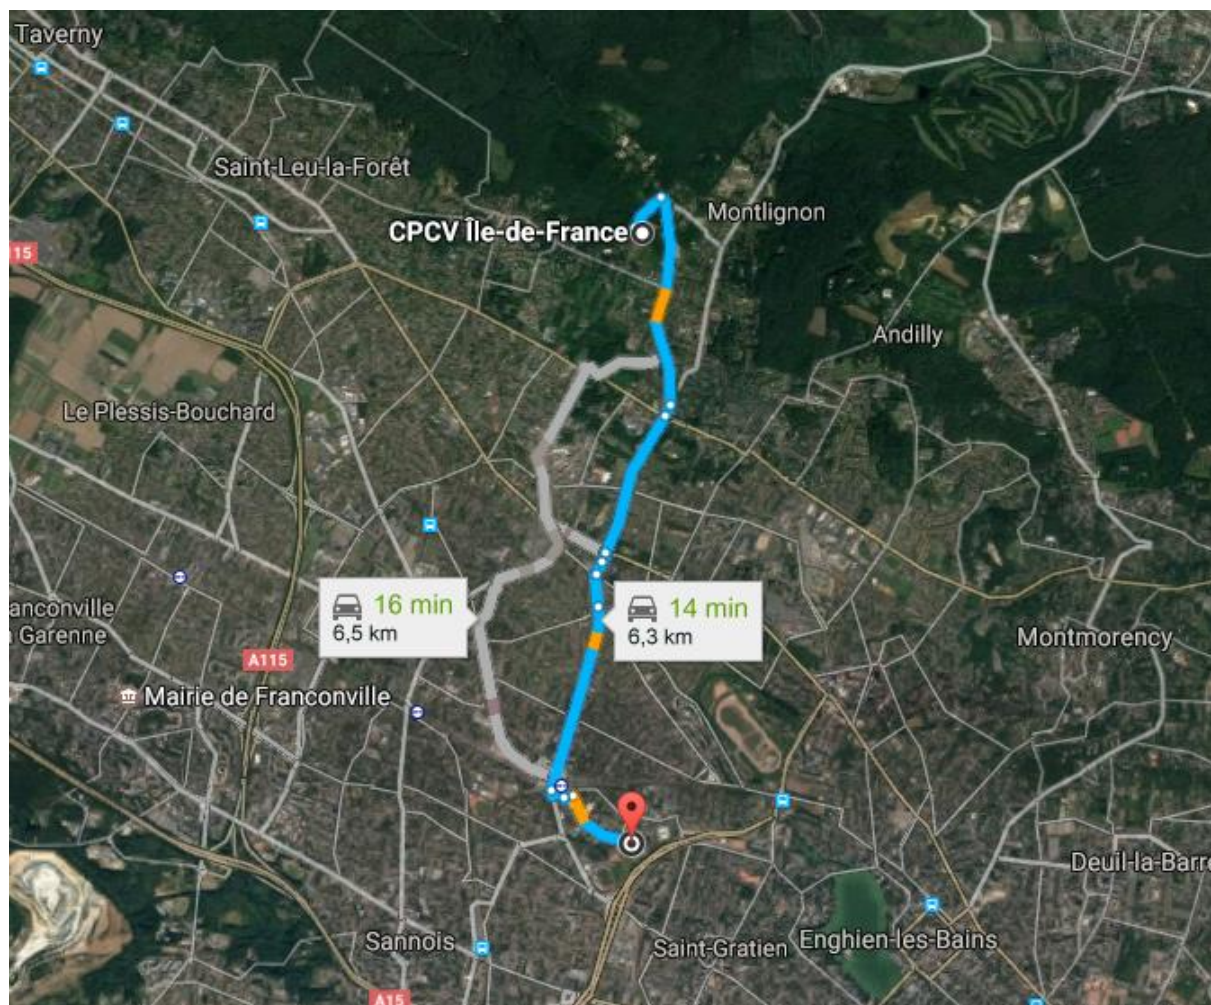 Taverny
Saint-Leu-la-Forêt
Montlignon
CPCV Île-de-France
15
Andilly
Le Plessis-Bouchard
16 min
6,5 km
14 min
6,3 km
anconville
Garenne
Montmorency
A115
Mairie de Franconville
Deuil-la-Barre
Sannois
Saint-Gratien
Enghien-les-Bains
A15